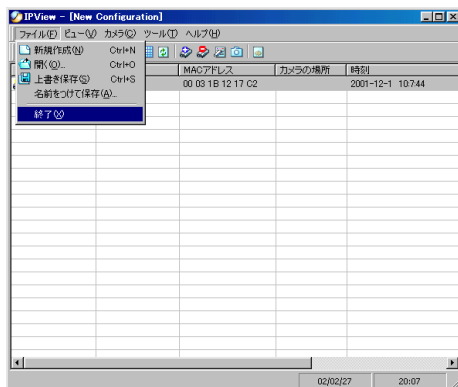 IPView - [New Configuration]
ファイル(F) ビュー(V) カメラ(C) ツール(T) ヘルプ(H)
新規作成(N) Ctrl+N
開く(O)... Ctrl+O
上書き保存(S) Ctrl+S
名前をつけて保存(A)...
終了(X)
MACアドレス カメラの場所 時刻
00 03 1B 12 17 C2 2001-12-1 10:7:44
02/02/27 20:07